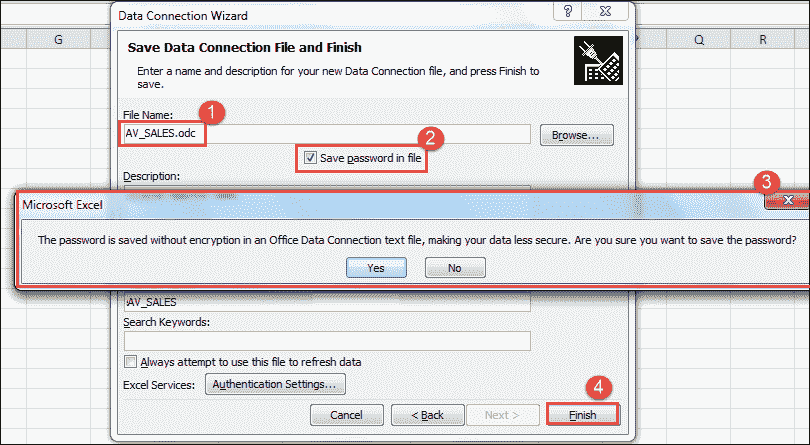 Data Connection Wizard
?
G
Q
R
Save Data Connection File and Finish
Enter a name and description for your new Data Connection file, and press Finish to
save.
File Name:
1
AV_SALES.odc
Browse...
2
Save password in file
Description:
3
Microsoft Excel
The password is saved without encryption in an Office Data Connection text file, making your data less secure. Are you sure you want to save the password?
Yes
No
AV_SALES
Search Keywords:
Always attempt to use this file to refresh data
Excel Services:
Authentication Settings...
4
Cancel
< Back
Next >
Finish